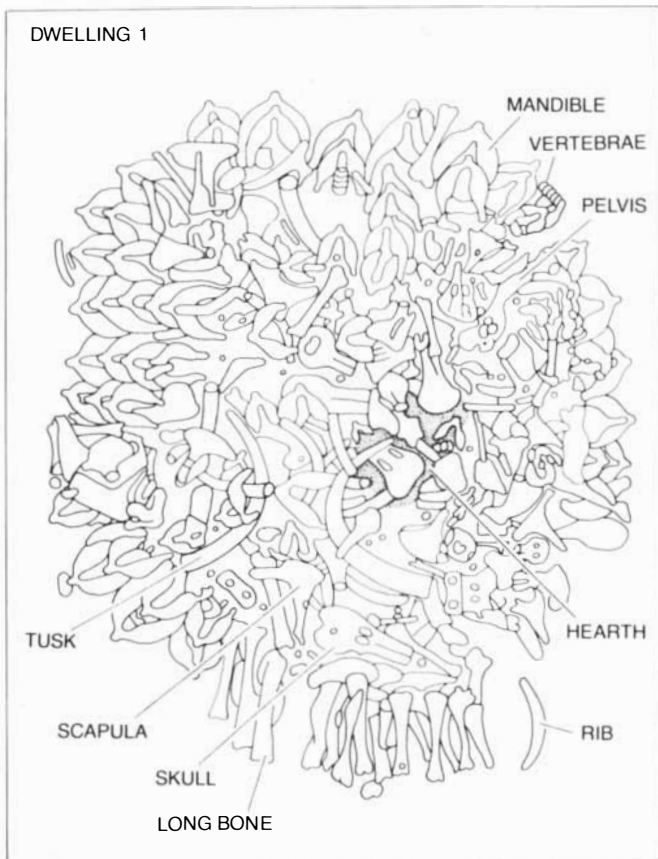 DWELLING 1
MANDIBLE
VERTEBRAE
PELVIS
HEARTH
TUSK
SCAPULA
RIB
SKULL
LONG BONE